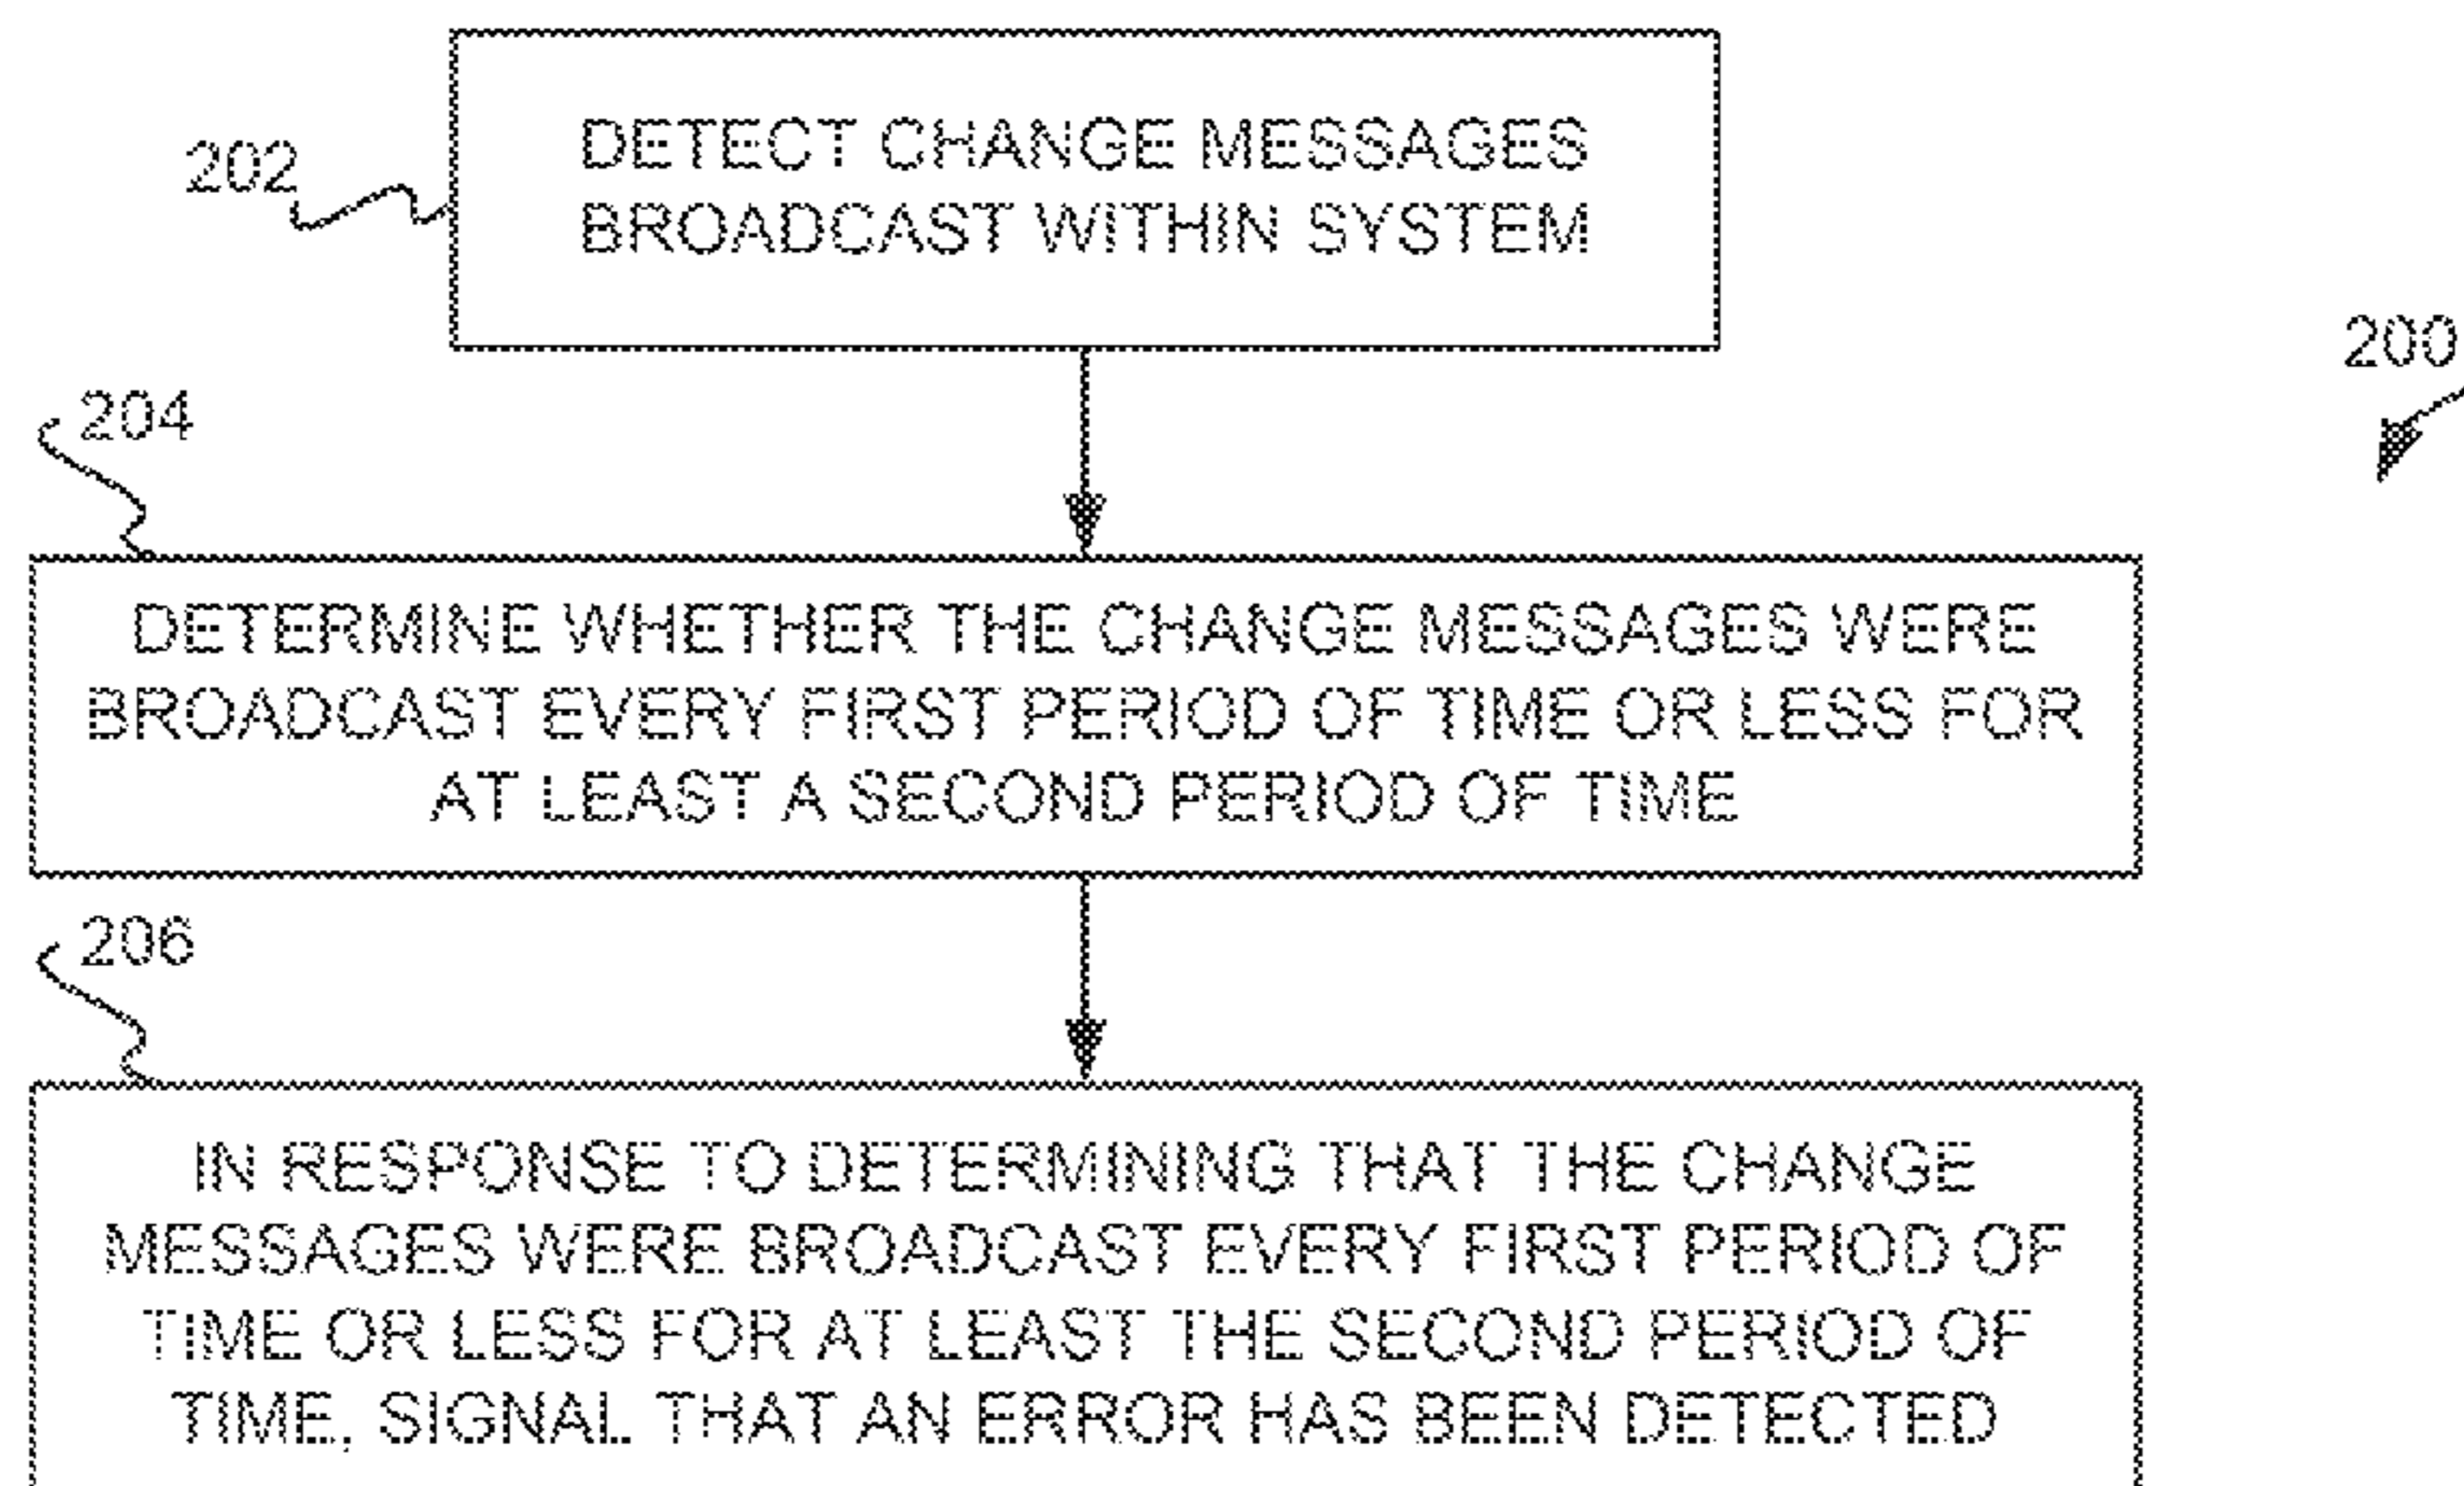 202
DETECT CHANGE MESSAGES
BROADCAST WITHIN SYSTEM
200
204
DETERMINE WHETHER THE CHANGE MESSAGES WERE
BROADCAST EVERY FIRST PERIOD OF TIME OR LESS FOR
AT LEAST A SECOND PERIOD OF TIME
206
IN RESPONSE TO DETERMINING THAT THE CHANGE
MESSAGES WERE BROADCAST EVERY FIRST PERIOD OF
TIME OR LESS FOR AT LEAST THE SECOND PERIOD OF
TIME, SIGNAL THAT AN ERROR HAS BEEN DETECTED